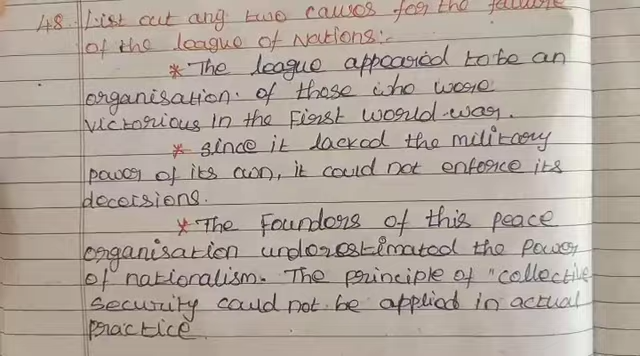 48. List out any two causes for the failure
of the league of Nations:-
* The league appeared to be an
organisation of those who were
victorious in the First world-war.
* since it lacked the military
power of its own, it could not enforce its
decesions.
* The Founders of this peace
organisation underestimated the power
of nationalism. The principle of "collective
security could not be applied in actual
practice.